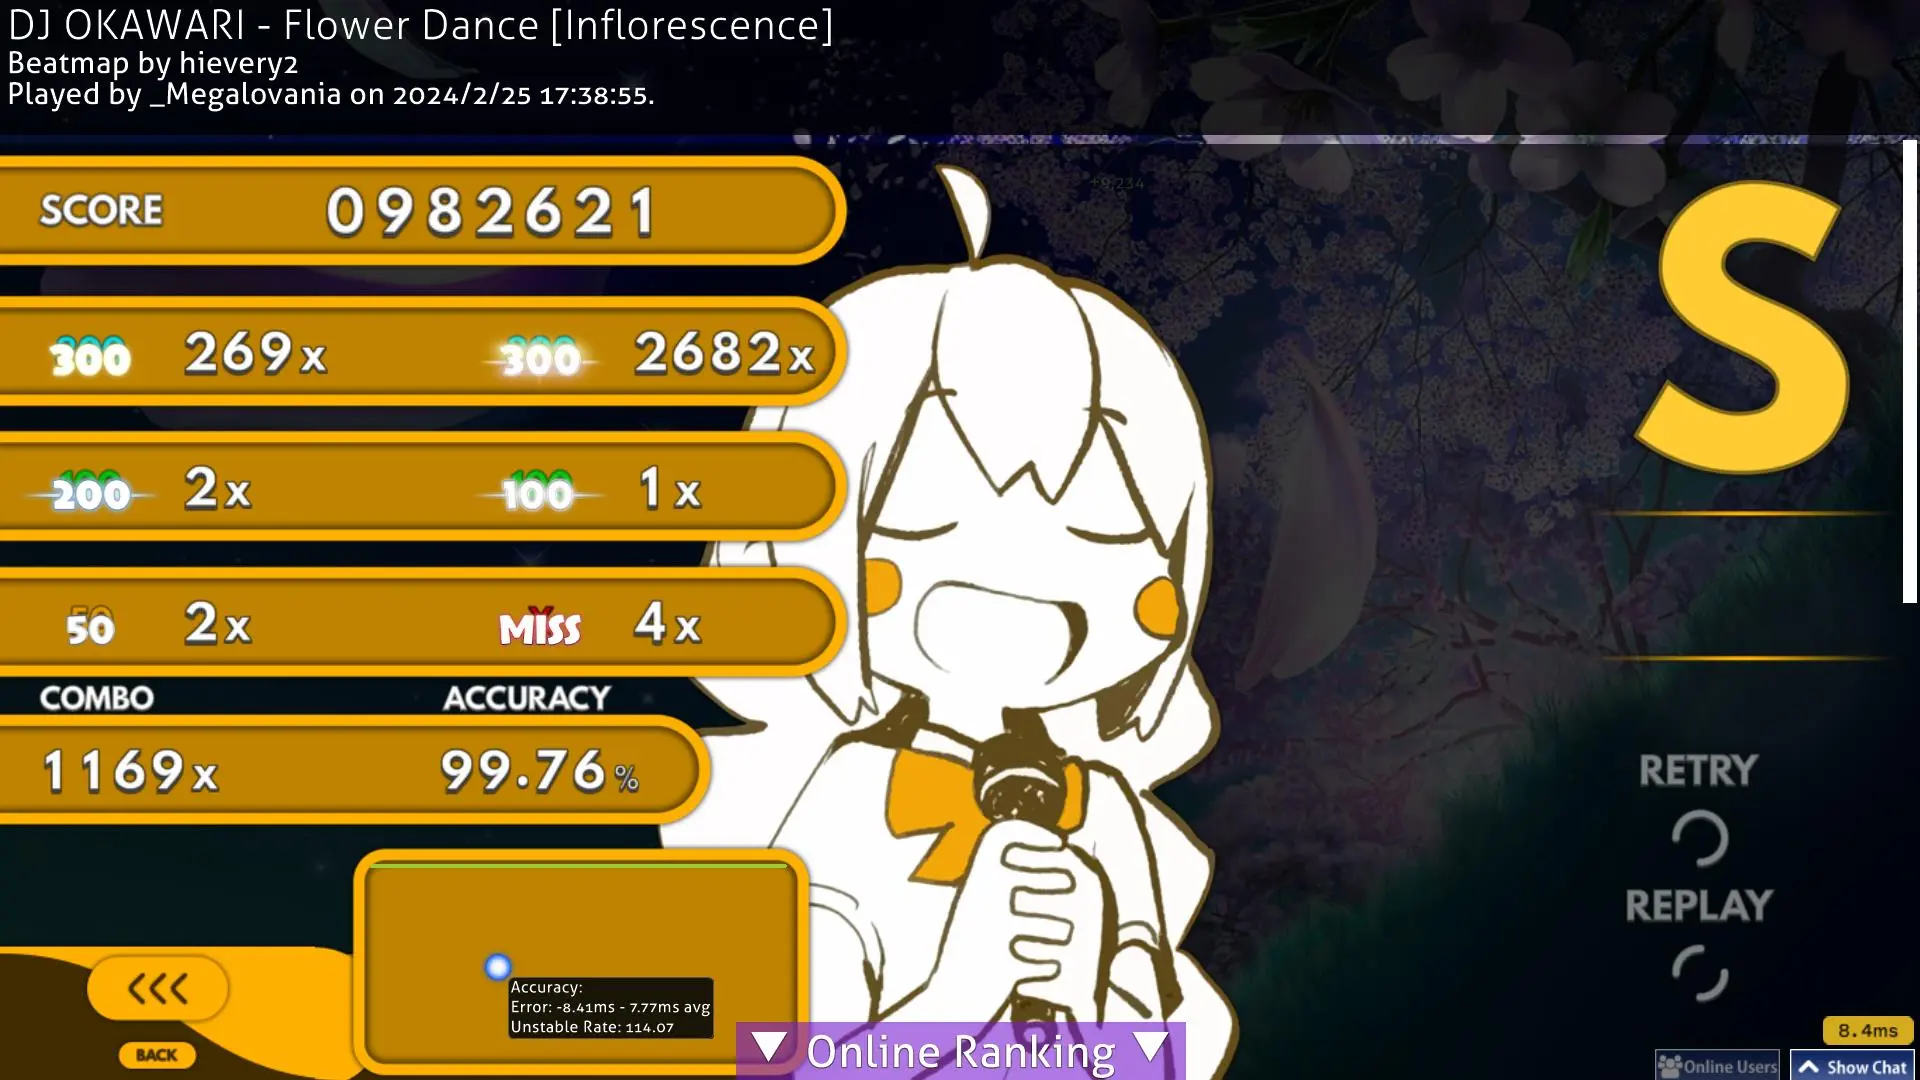 DJ OKAWARI - Flower Dance [Inflorescence]
Beatmap by hievery2
Played by _Megalovania on 2024/2/25 17:38:55.
+9,234
SCORE 0982621
300 269x 300 2682x
200 2x 100 1x
50 2x MISS 4x
COMBO ACCURACY
1169x 99.76%
RETRY
REPLAY
<<<
BACK
Accuracy:
Error: -8.41ms - 7.77ms avg
Unstable Rate: 114.07
▼ Online Ranking ▼
S
8.4ms
Online Users
Show Chat